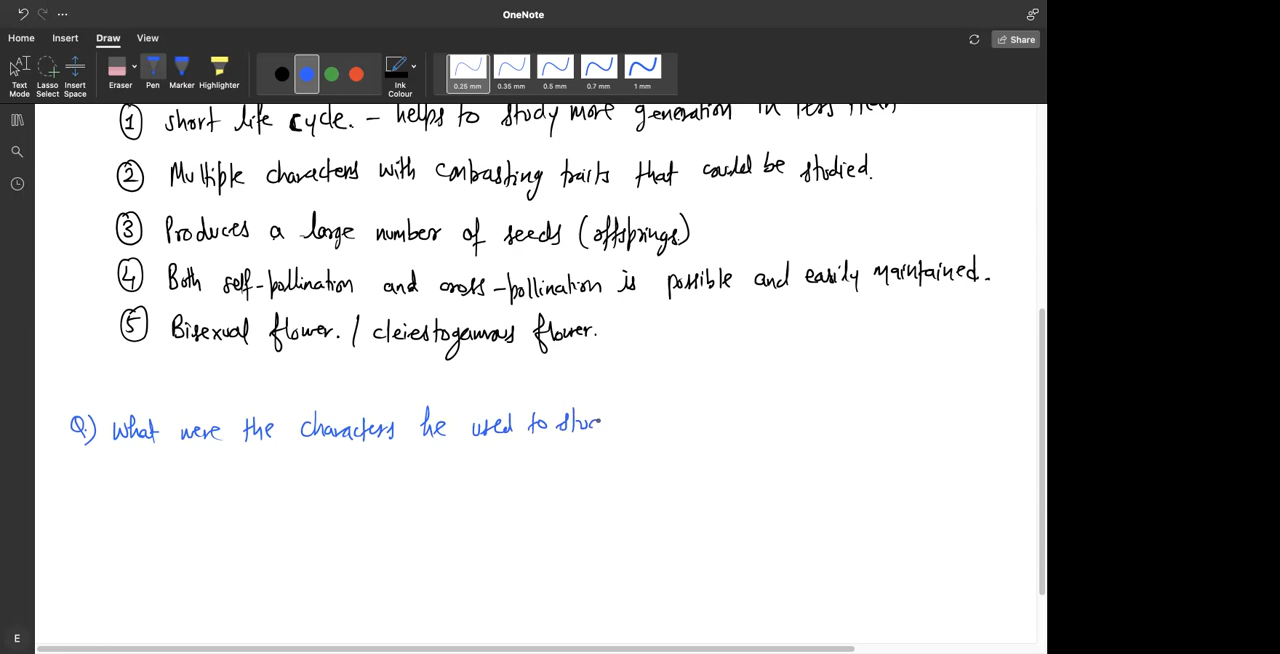 OneNote
Home Insert Draw View
Share
Text Mode Lasso Select Insert Space Eraser Pen Marker Highlighter Ink Colour 0.25 mm 0.35 mm 0.5 mm 0.7 mm 1 mm
① short life cycle. – helps to study more generation in less
② Multiple characters with contrasting traits that could be studied.
③ Produces a large number of seeds (offsprings)
④ Both self-pollination and cross-pollination is possible and easily maintained.
⑤ Bisexual flower. / cleiestogamous flower.
Q.) What were the characters he used to stu
E